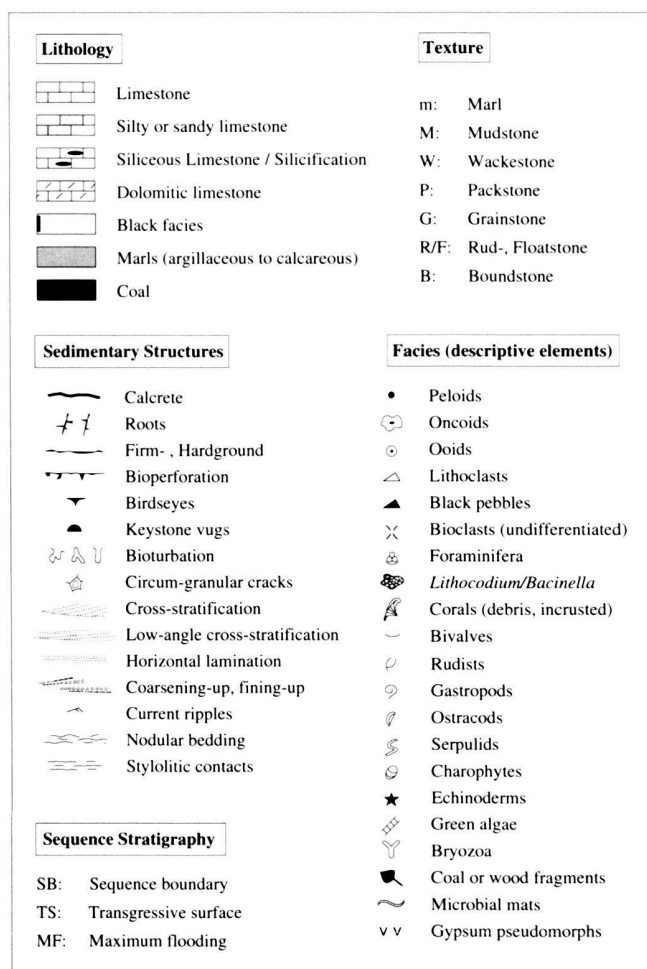 Lithology
Limestone
Silty or sandy limestone
Siliceous Limestone / Silicification
Dolomitic limestone
Black facies
Marls (argillaceous to calcareous)
Coal
Texture
m: Marl
M: Mudstone
W: Wackestone
P: Packstone
G: Grainstone
R/F: Rud-, Floatstone
B: Boundstone
Sedimentary Structures
Calcrete
Roots
Firm- , Hardground
Bioperforation
Birdseyes
Keystone vugs
Bioturbation
Circum-granular cracks
Cross-stratification
Low-angle cross-stratification
Horizontal lamination
Coarsening-up, fining-up
Current ripples
Nodular bedding
Stylolitic contacts
Facies (descriptive elements)
Peloids
Oncoids
Ooids
Lithoclasts
Black pebbles
Bioclasts (undifferentiated)
Foraminifera
Lithocodium/Bacinella
Corals (debris, incrusted)
Bivalves
Rudists
Gastropods
Ostracods
Serpulids
Charophytes
Echinoderms
Green algae
Bryozoa
Coal or wood fragments
Microbial mats
Gypsum pseudomorphs
Sequence Stratigraphy
SB: Sequence boundary
TS: Transgressive surface
MF: Maximum flooding